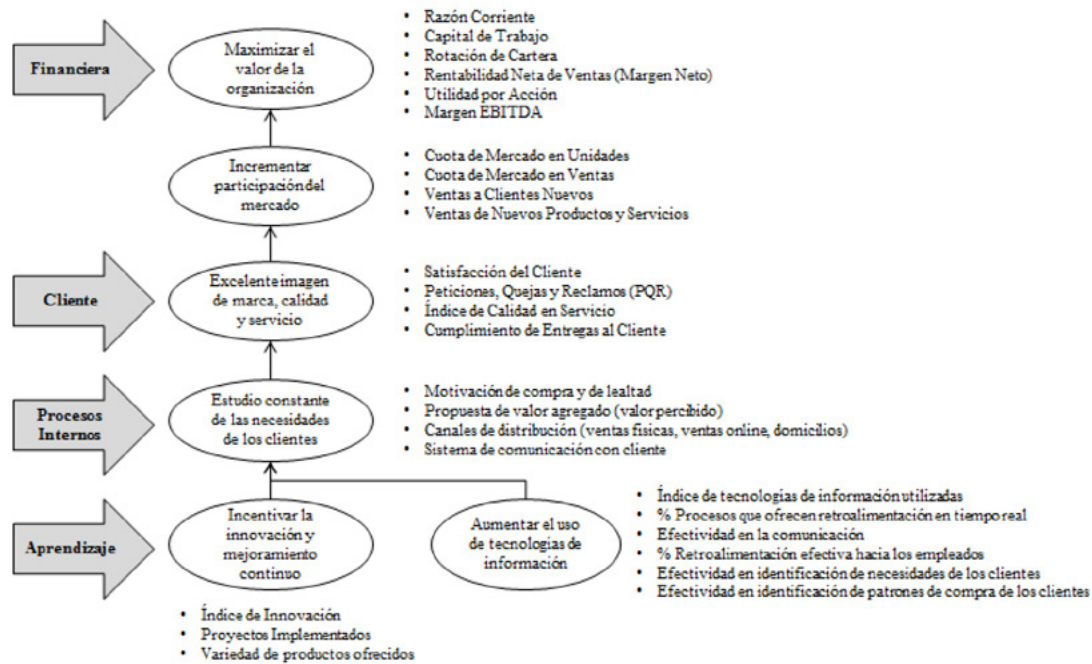 Financiera
Maximizar el
valor de la
organización
• Razón Corriente
• Capital de Trabajo
• Rotación de Cartera
• Rentabilidad Neta de Ventas (Margen Neto)
• Utilidad por Acción
• Margen EBITDA
Incrementar
participación del
mercado
• Cuota de Mercado en Unidades
• Cuota de Mercado en Ventas
• Ventas a Clientes Nuevos
• Ventas de Nuevos Productos y Servicios
Cliente
Excelente imagen
de marca, calidad
y servicio
• Satisfacción del Cliente
• Peticiones, Quejas y Reclamos (PQR)
• Índice de Calidad en Servicio
• Cumplimiento de Entregas al Cliente
Procesos
Internos
Estudio constante
de las necesidades
de los clientes
• Motivación de compra y de lealtad
• Propuesta de valor agregado (valor percibido)
• Canales de distribución (ventas físicas, ventas online, domicilios)
• Sistema de comunicación con cliente
Aprendizaje
Incentivar la
innovación y
mejoramiento
continuo
Aumentar el uso
de tecnologías de
información
• Índice de tecnologías de información utilizadas
• % Procesos que ofrecen retroalimentación en tiempo real
• Efectividad en la comunicación
• % Retroalimentación efectiva hacia los empleados
• Efectividad en identificación de necesidades de los clientes
• Efectividad en identificación de patrones de compra de los clientes
• Índice de Innovación
• Proyectos Implementados
• Variedad de productos ofrecidos